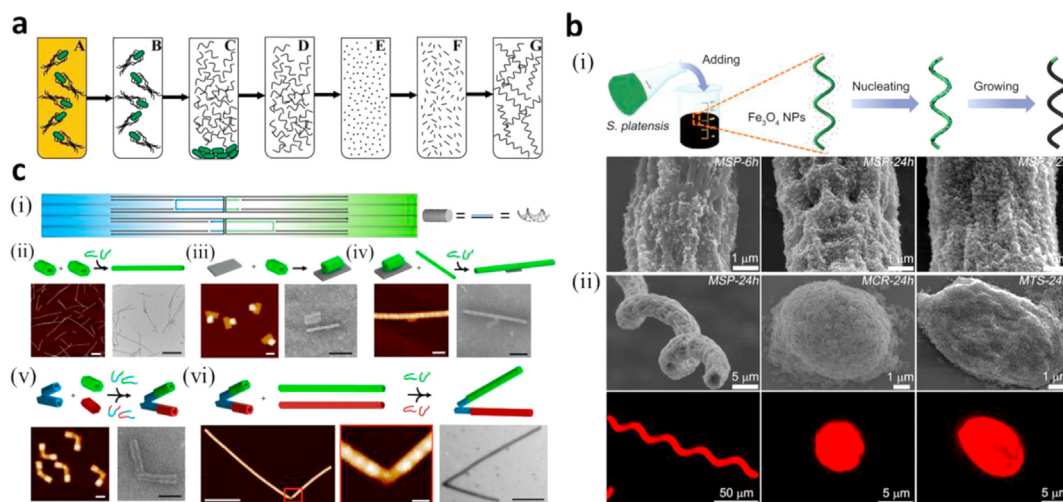 a
A B C D E F G
b
(i)
Adding
S. platensis
Fe₃O₄ NPs
Nucleating
Growing
MSP-6h
1 μm
MSP-24h
1 μm
1 μm
(ii)
MSP-24h
5 μm
MCR-24h
1 μm
1 μm
50 μm
5 μm
5 μm
c
(i)
= =
(ii) + (iii) + (iv) +
(v) + (vi) +